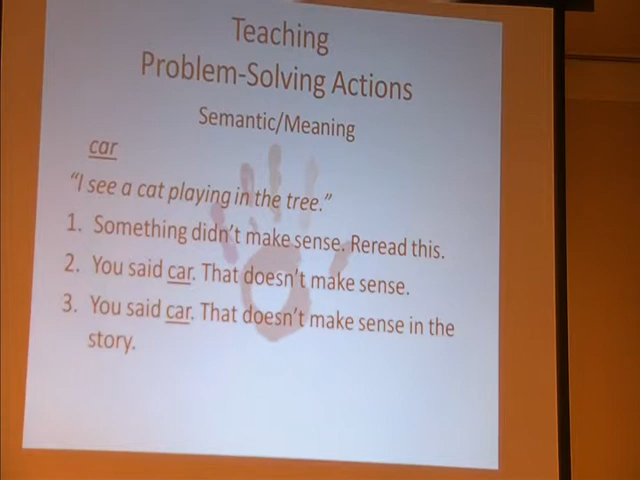 Teaching
Problem-Solving Actions
Semantic/Meaning
car
"I see a cat playing in the tree."
1. Something didn't make sense. Reread this.
2. You said car. That doesn't make sense.
3. You said car. That doesn't make sense in the
story.